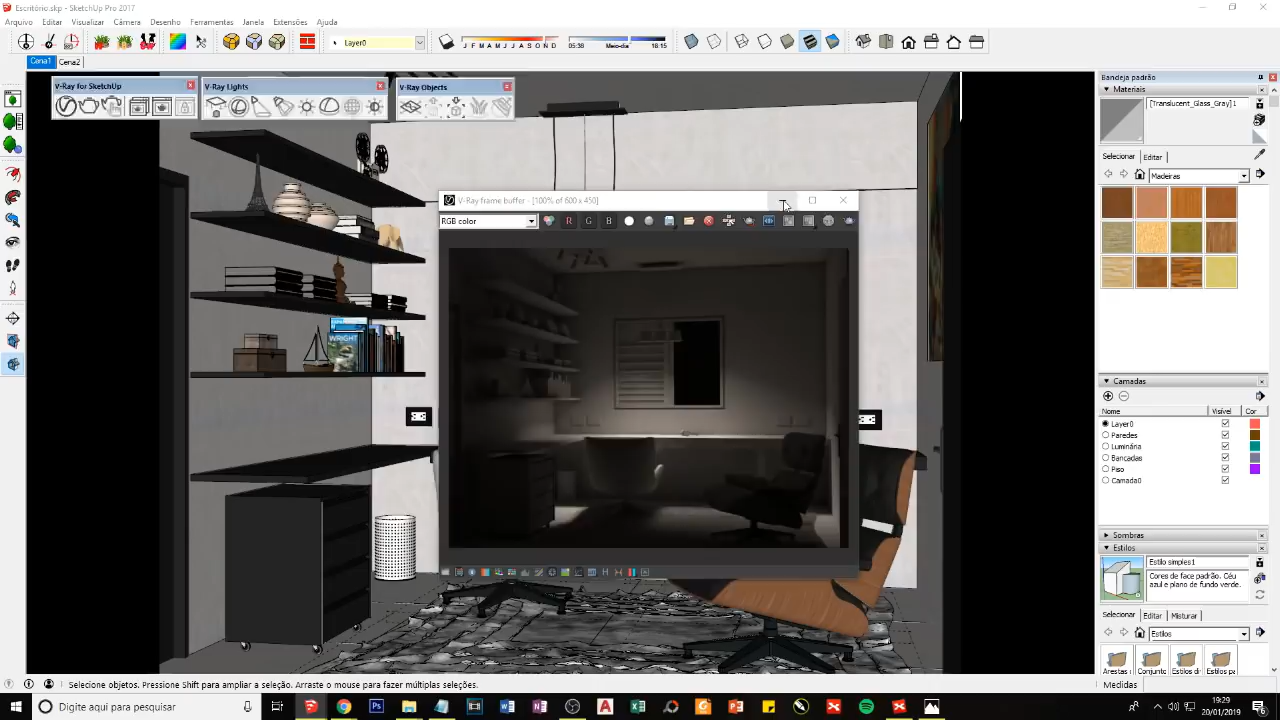 Escritório.skp - SketchUp Pro 2017
Arquivo Editar Visualizar Câmera Desenho Ferramentas Janela Extensões Ajuda
Layer0
J F M A M J J A S O N D
05:38 Meio-dia 18:15
Cena1 Cena2
V-Ray for SketchUp
V-Ray Lights
V-Ray Objects
Bandeja padrão
Materiais
[Translucent_Glass_Gray]1
Selecionar Editar
Madeiras
V-Ray frame buffer - [100% of 600 x 450]
RGB color
R G B
WRIGHT
Camadas
Nome Visível Cor
Layer0
Paredes
Luminária
Bancadas
Piso
Camada0
Sombras
Estilos
Estilo simples1
Cores de face padrão. Céu
azul e plano de fundo verde.
Selecionar Editar Misturar
Estilos
Arestas Conjunto Estilos di Estilos pr
Selecione objetos. Pressione Shift para ampliar a seleção. Arraste o mouse para fazer múltiplas seleções.
Medidas
Digite aqui para pesquisar
19:29
20/01/2019